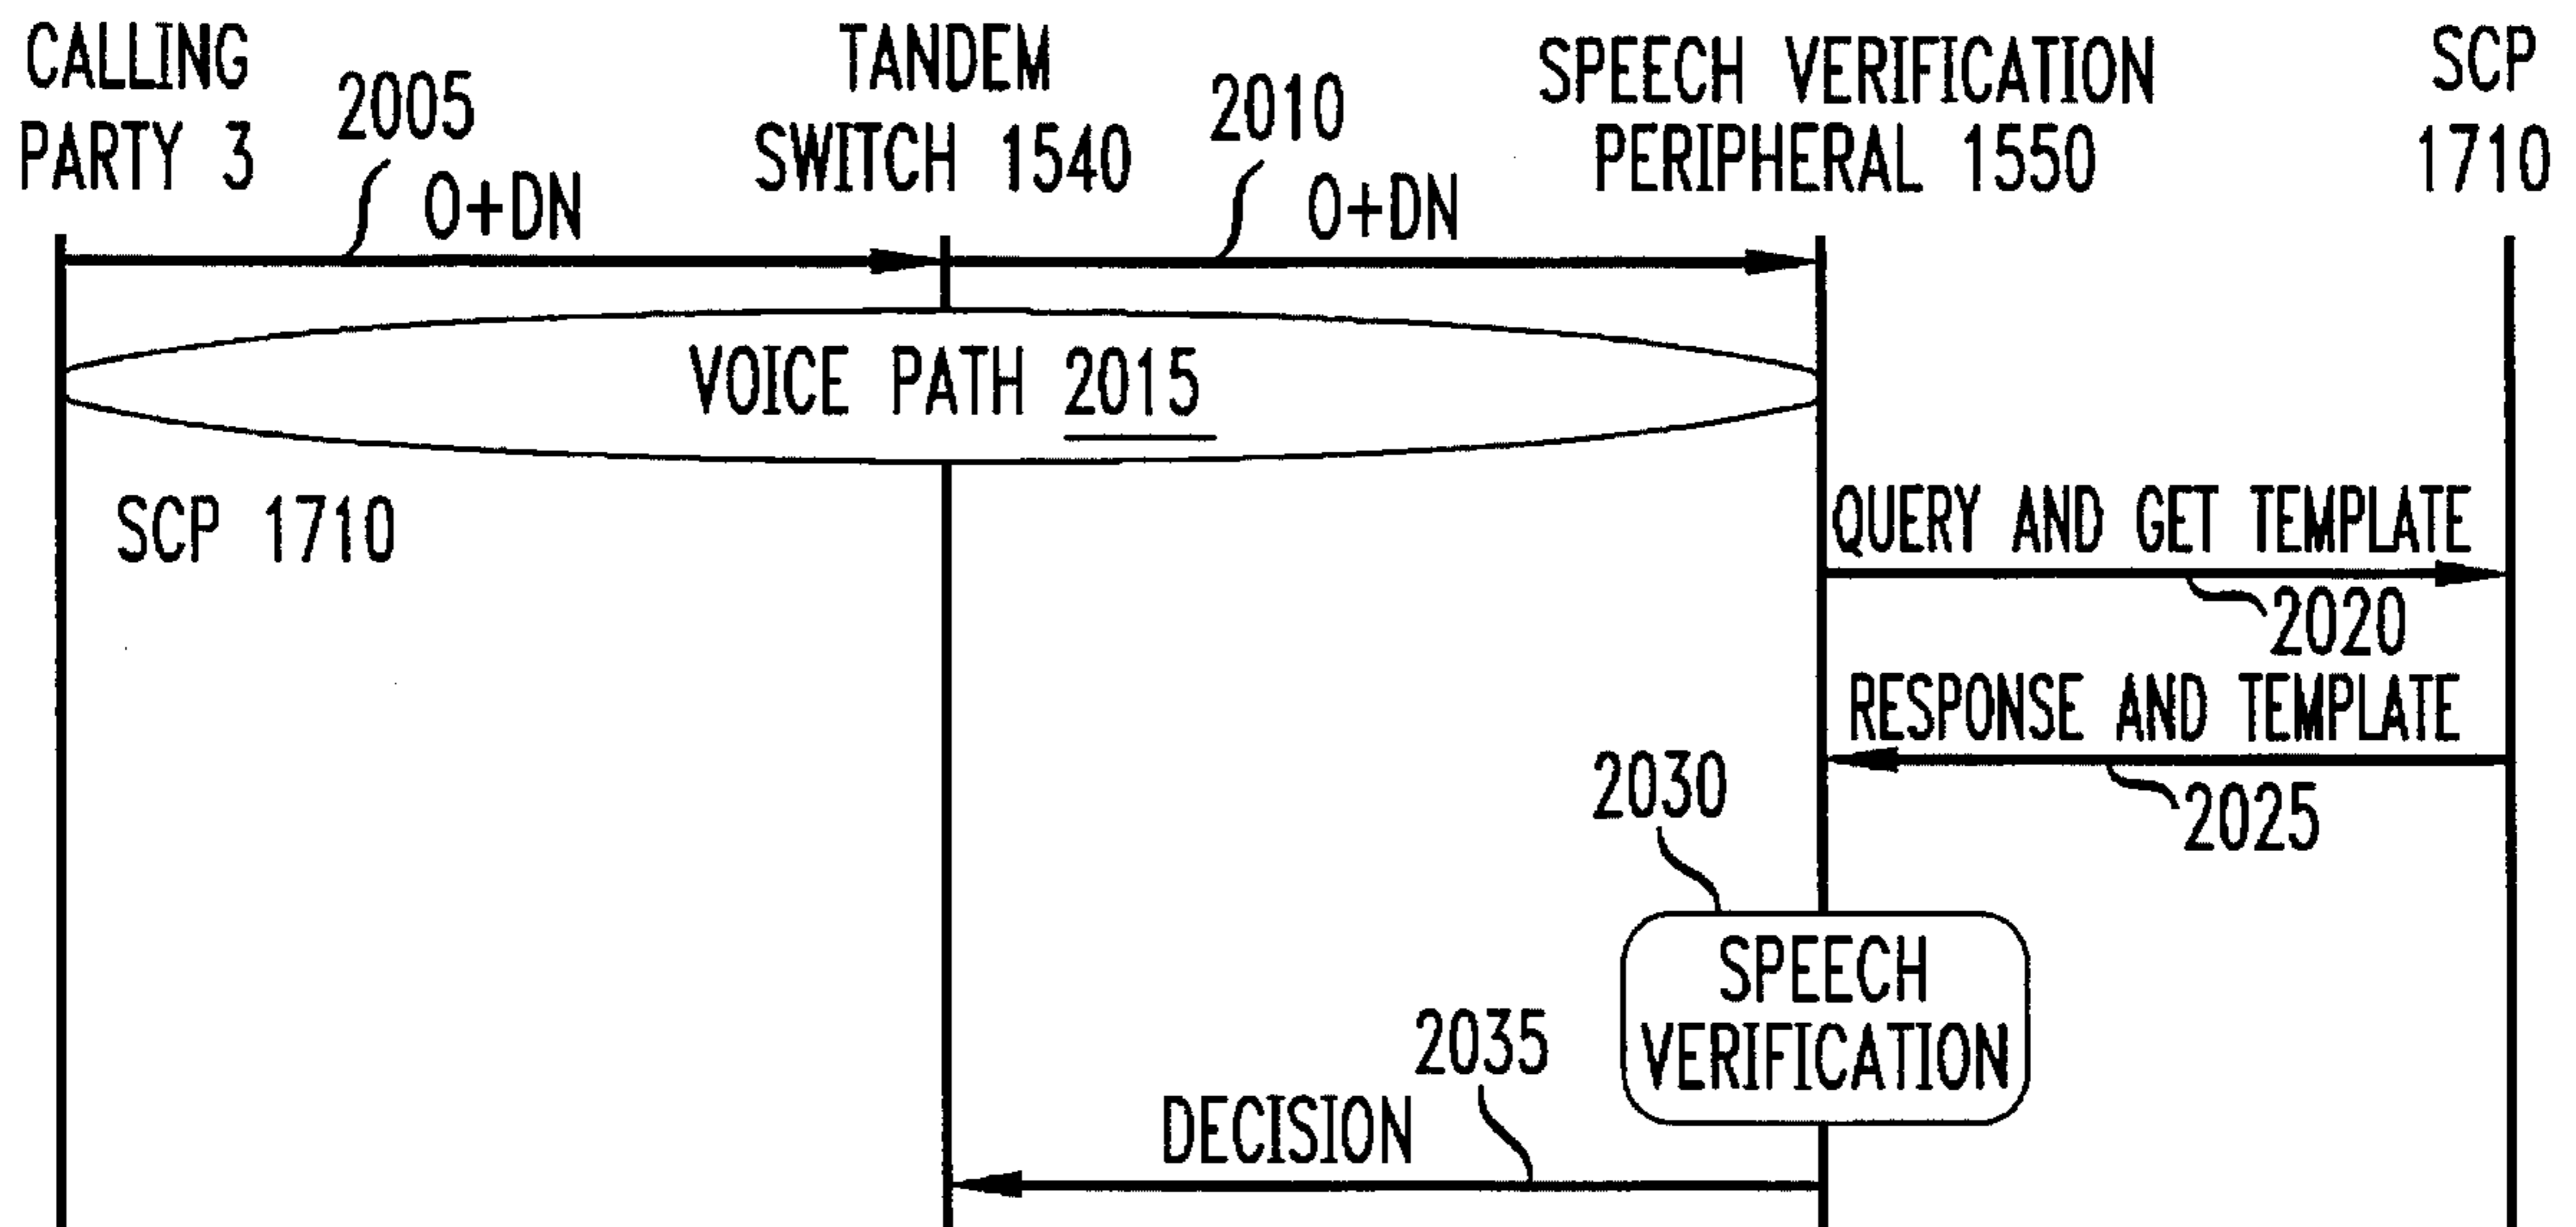 CALLING
PARTY 3
2005
0+DN
TANDEM
SWITCH 1540
2010
0+DN
SPEECH VERIFICATION
PERIPHERAL 1550
SCP
1710
VOICE PATH 2015
SCP 1710
QUERY AND GET TEMPLATE
2020
RESPONSE AND TEMPLATE
2025
2030
SPEECH
VERIFICATION
2035
DECISION